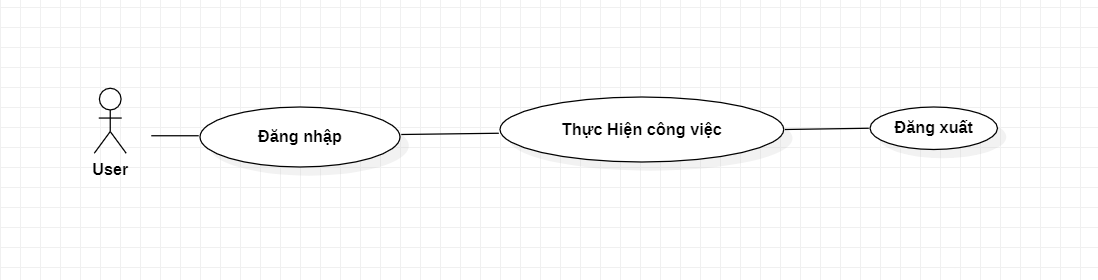 Đăng nhập
Thực Hiện công việc
Đăng xuất
User